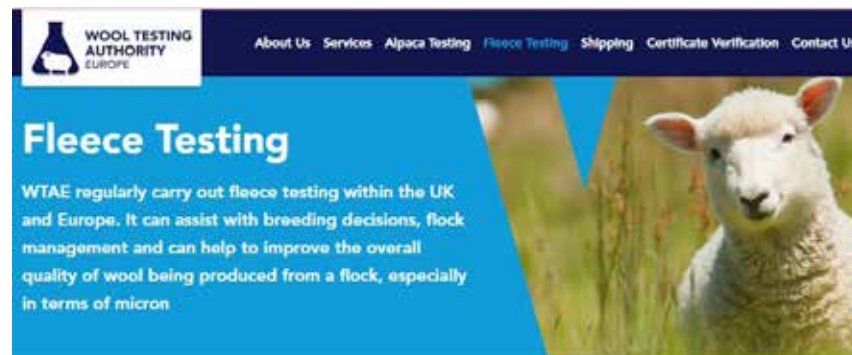 WOOL TESTING
AUTHORITY
EUROPE
About Us Services Alpaca Testing Fleece Testing Shipping Certificate Verification Contact Us
Fleece Testing
WTAE regularly carry out fleece testing within the UK
and Europe. It can assist with breeding decisions, flock
management and can help to improve the overall
quality of wool being produced from a flock, especially
in terms of micron